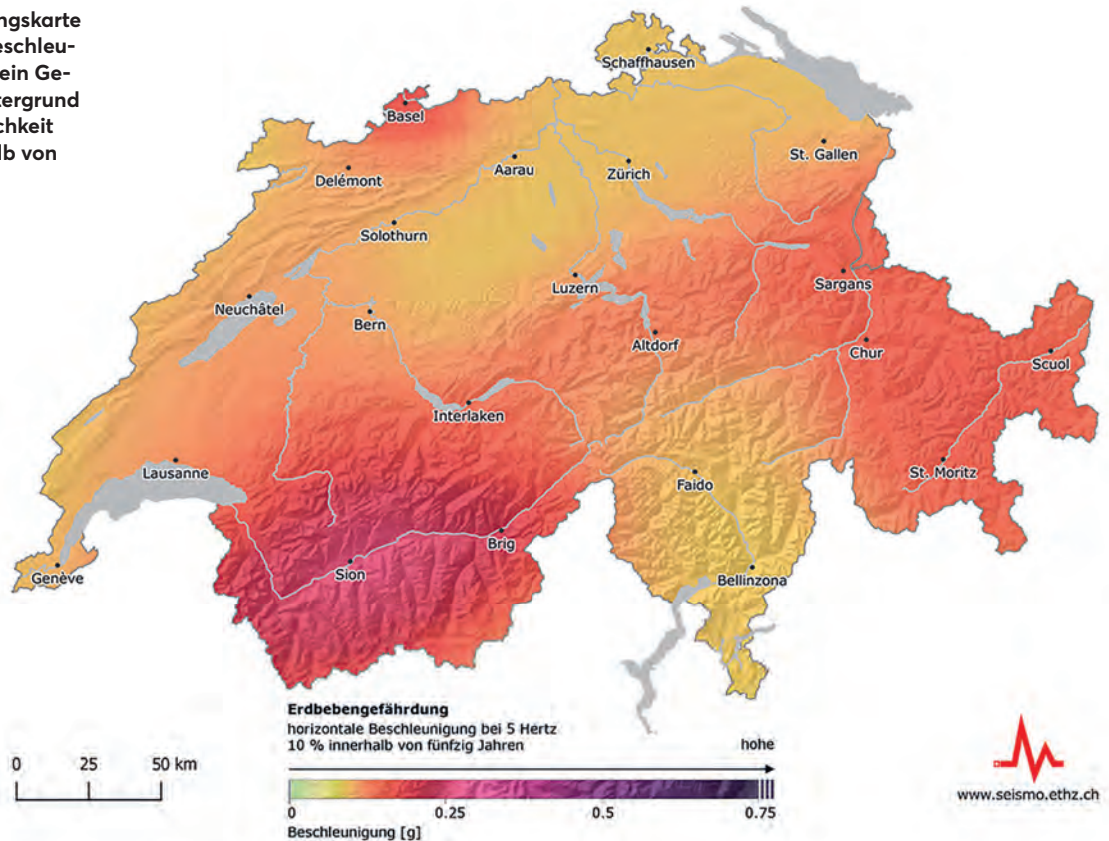 ngskarte
eschleu-
ein Ge-
tergrund
chkeit
lb von
Schaffhausen
Basel
St. Gallen
Aarau
Zürich
Delémont
Solothurn
Luzern
Sargans
Neuchâtel
Bern
Altdorf
Chur
Scuol
Interlaken
Lausanne
St. Moritz
Faido
Brig
Sion
Genève
Bellinzona
Erdbebengefährdung
horizontale Beschleunigung bei 5 Hertz
10 % innerhalb von fünfzig Jahren
hohe
0 25 50 km
0 0.25 0.5 0.75
Beschleunigung [g]
www.seismo.ethz.ch